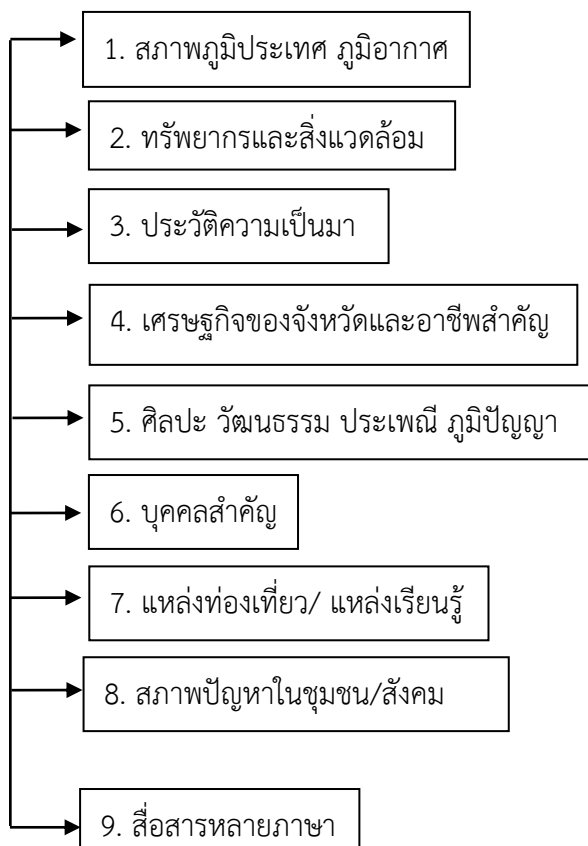 1. สภาพภูมิประเทศ ภูมิอากาศ
2. ทรัพยากรและสิ่งแวดล้อม
3. ประวัติความเป็นมา
4. เศรษฐกิจของจังหวัดและอาชีพสำคัญ
5. ศิลปะ วัฒนธรรม ประเพณี ภูมิปัญญา
6. บุคคลสำคัญ
7. แหล่งท่องเที่ยว/ แหล่งเรียนรู้
8. สภาพปัญหาในชุมชน/สังคม
9. สื่อสารหลายภาษา